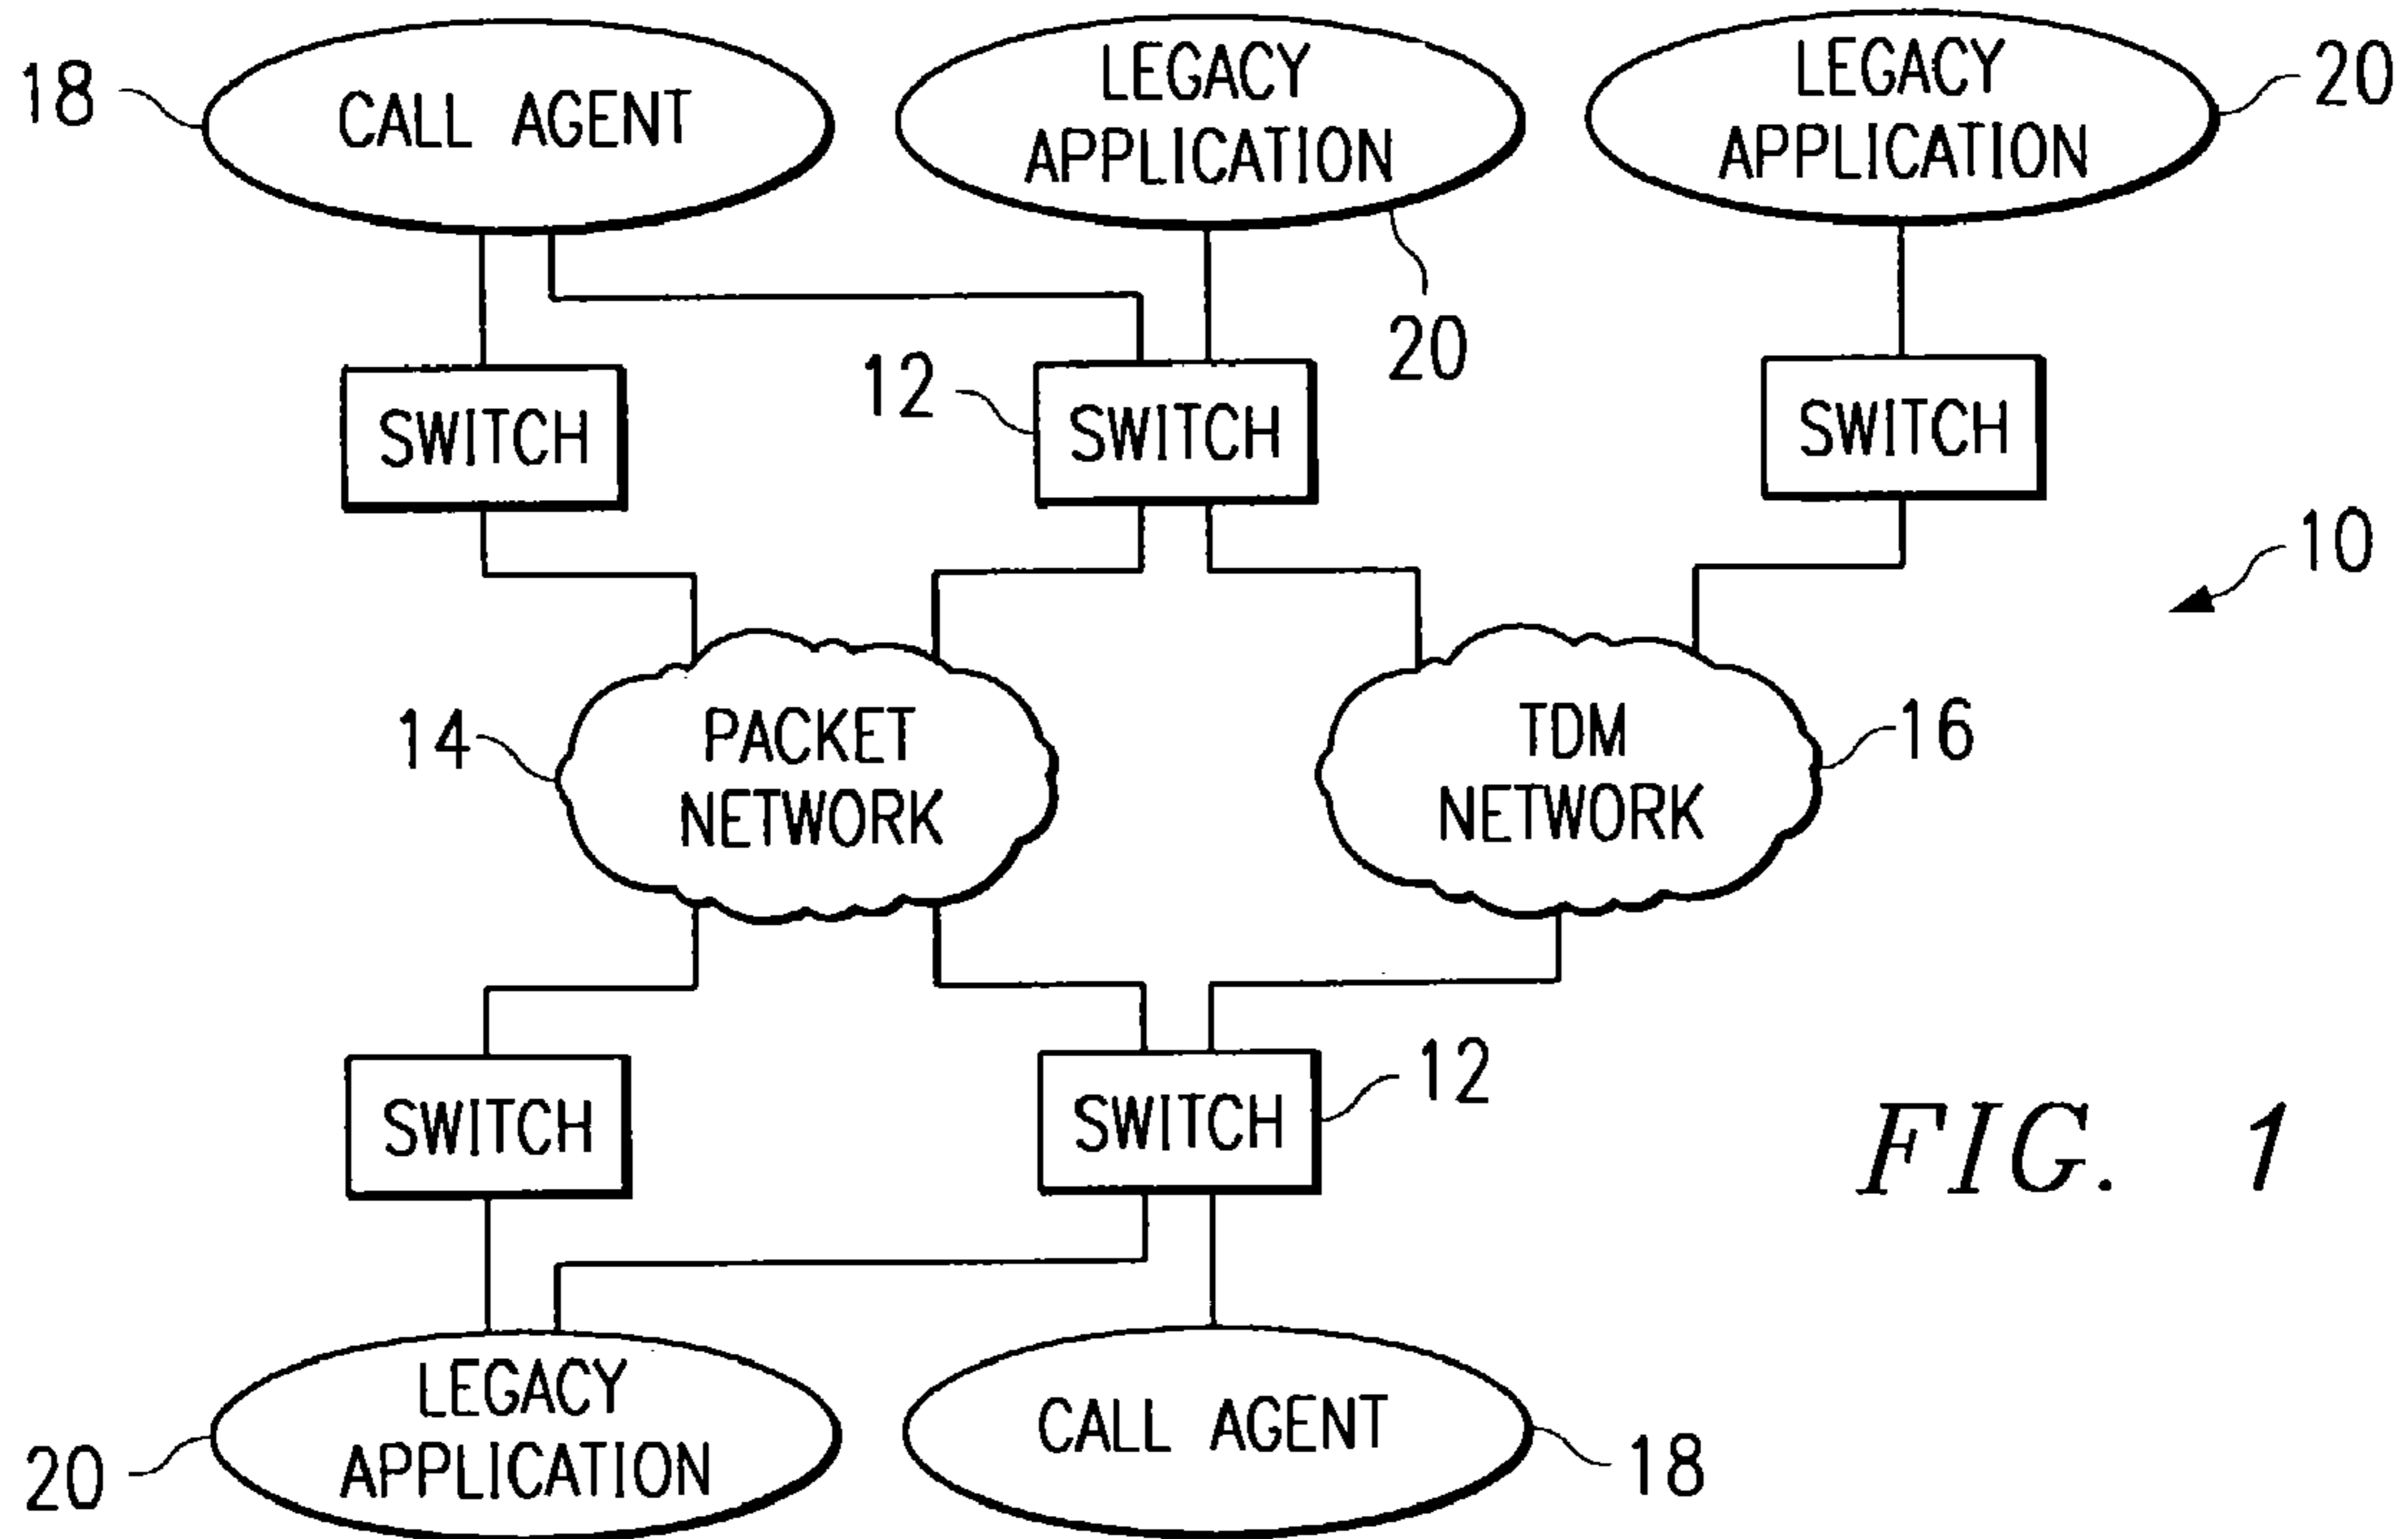 18
CALL AGENT
LEGACY
APPLICATION
20
LEGACY
APPLICATION
20
SWITCH
12
SWITCH
SWITCH
10
14
PACKET
NETWORK
TDM
NETWORK
16
SWITCH
SWITCH
12
FIG. 1
20
LEGACY
APPLICATION
CALL AGENT
18